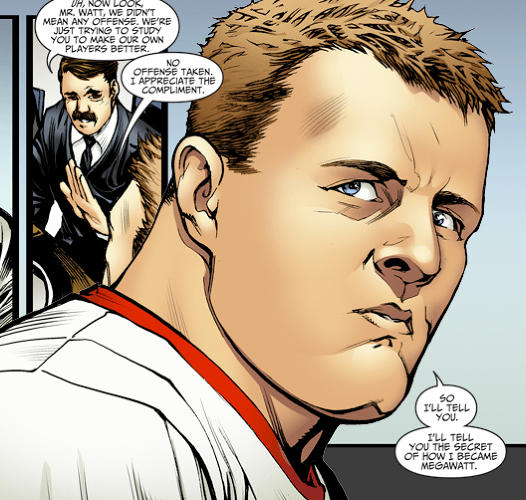 UH, NOW LOOK,
MR. WATT, WE DIDN'T
MEAN ANY OFFENSE. WE'RE
JUST TRYING TO STUDY
YOU TO MAKE OUR OWN
PLAYERS BETTER.
NO
OFFENSE TAKEN.
I APPRECIATE THE
COMPLIMENT.
SO
I'LL TELL
YOU.
I'LL TELL
YOU THE SECRET
OF HOW I BECAME
MEGAWATT.